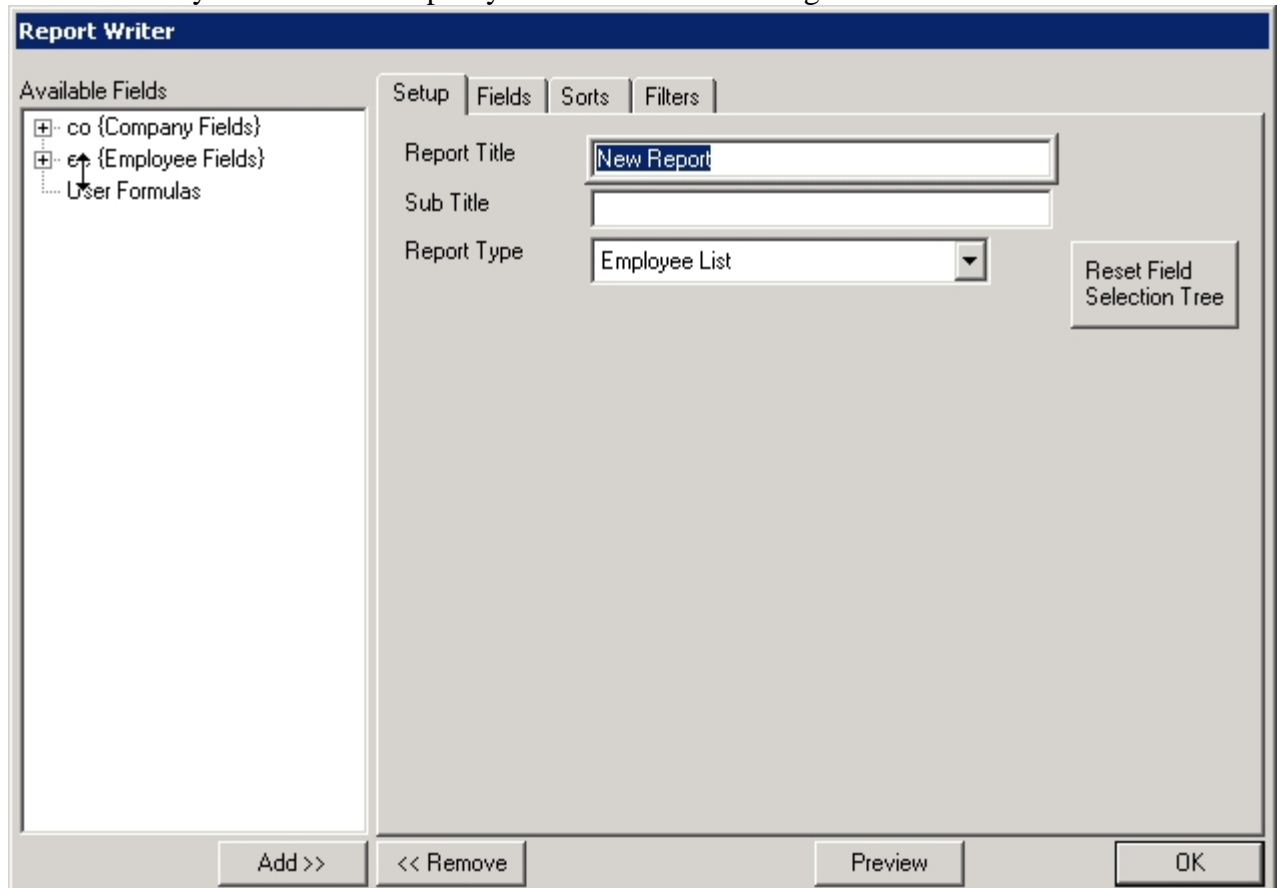 Report Writer
Available Fields
co {Company Fields}
{Employee Fields}
User Formulas
Setup Fields Sorts Filters
Report Title New Report
Sub Title
Report Type Employee List
Reset Field
Selection Tree
Add >> << Remove Preview OK